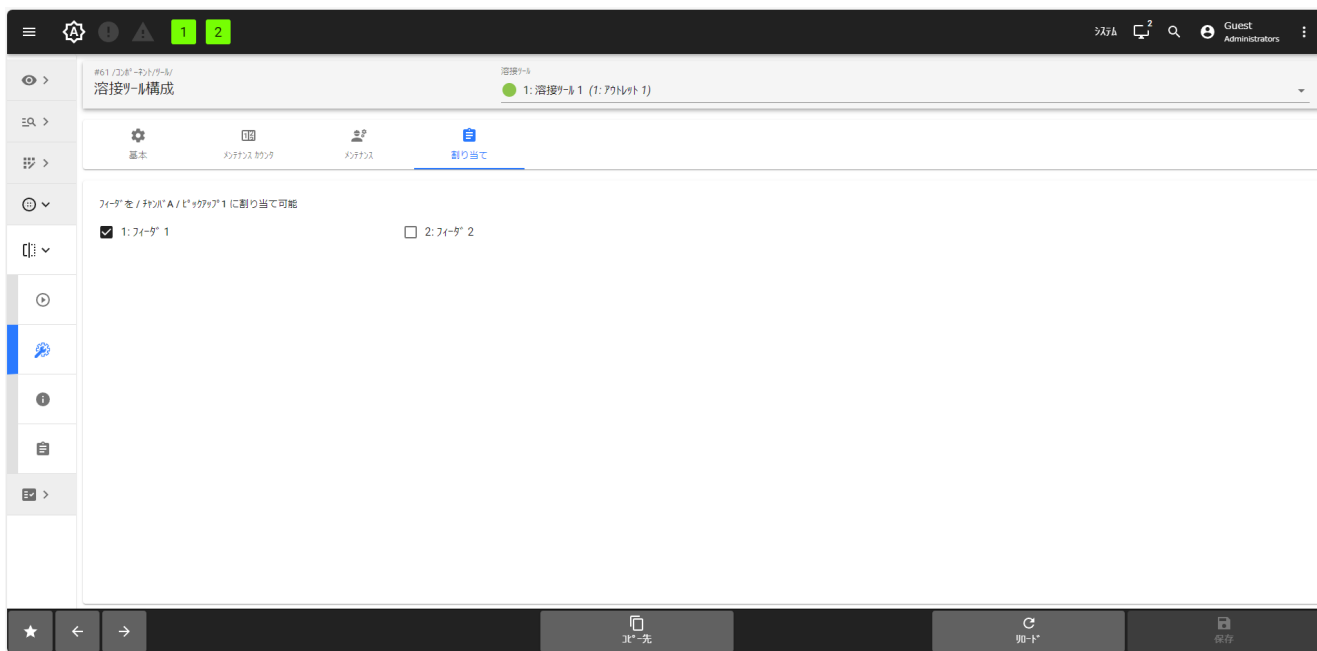 1 2 ｼｽﾃﾑ 2 Guest
Administrators
#61 /ｺﾝﾎﾟｰﾈﾝﾄ/ﾂｰﾙ/
溶接ﾂｰﾙ構成
溶接ﾂｰﾙ
1: 溶接ﾂｰﾙ 1 (1: ｱｳﾄﾚｯﾄ 1)
基本 ﾒﾝﾃﾅﾝｽ ｶｳﾝﾀ ﾒﾝﾃﾅﾝｽ 割り当て
ﾌｨｰﾀﾞを / ﾁｬﾝﾊﾞ A / ﾋﾟｯｸｱｯﾌﾟ 1 に割り当て可能
1: ﾌｨｰﾀﾞ 1 2: ﾌｨｰﾀﾞ 2
ｺﾋﾟｰ先 ﾘﾛｰﾄﾞ 保存